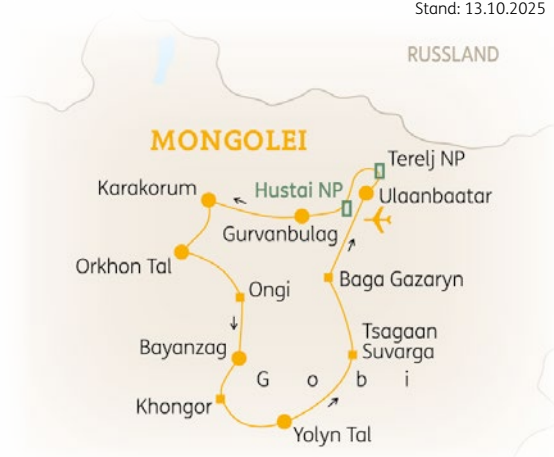 Stand: 13.10.2025
RUSSLAND
MONGOLEI
Terelj NP
Karakorum
Hustai NP
Ulaanbaatar
Gurvanbulag
Orkhon Tal
Baga Gazaryn
Ongi
Tsagaan
Suvarga
Bayanzag
G o b i
Khongor
Yolyn Tal